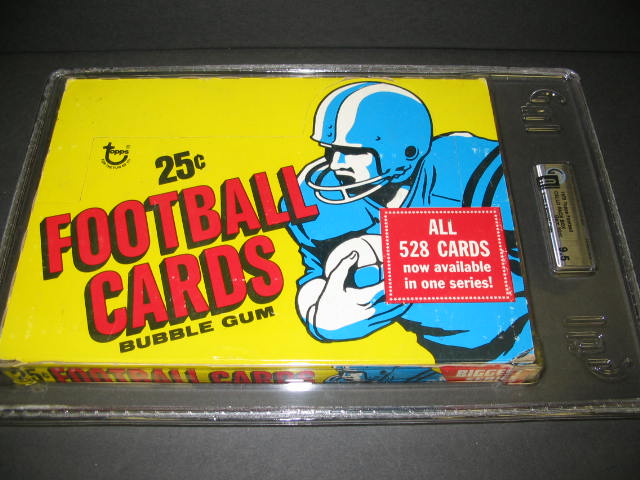 topps
25¢
FOOTBALL
CARDS
BUBBLE GUM
ALL
528 CARDS
now available
in one series!
25¢ FOOTBALL CARDS
GAI
9.5